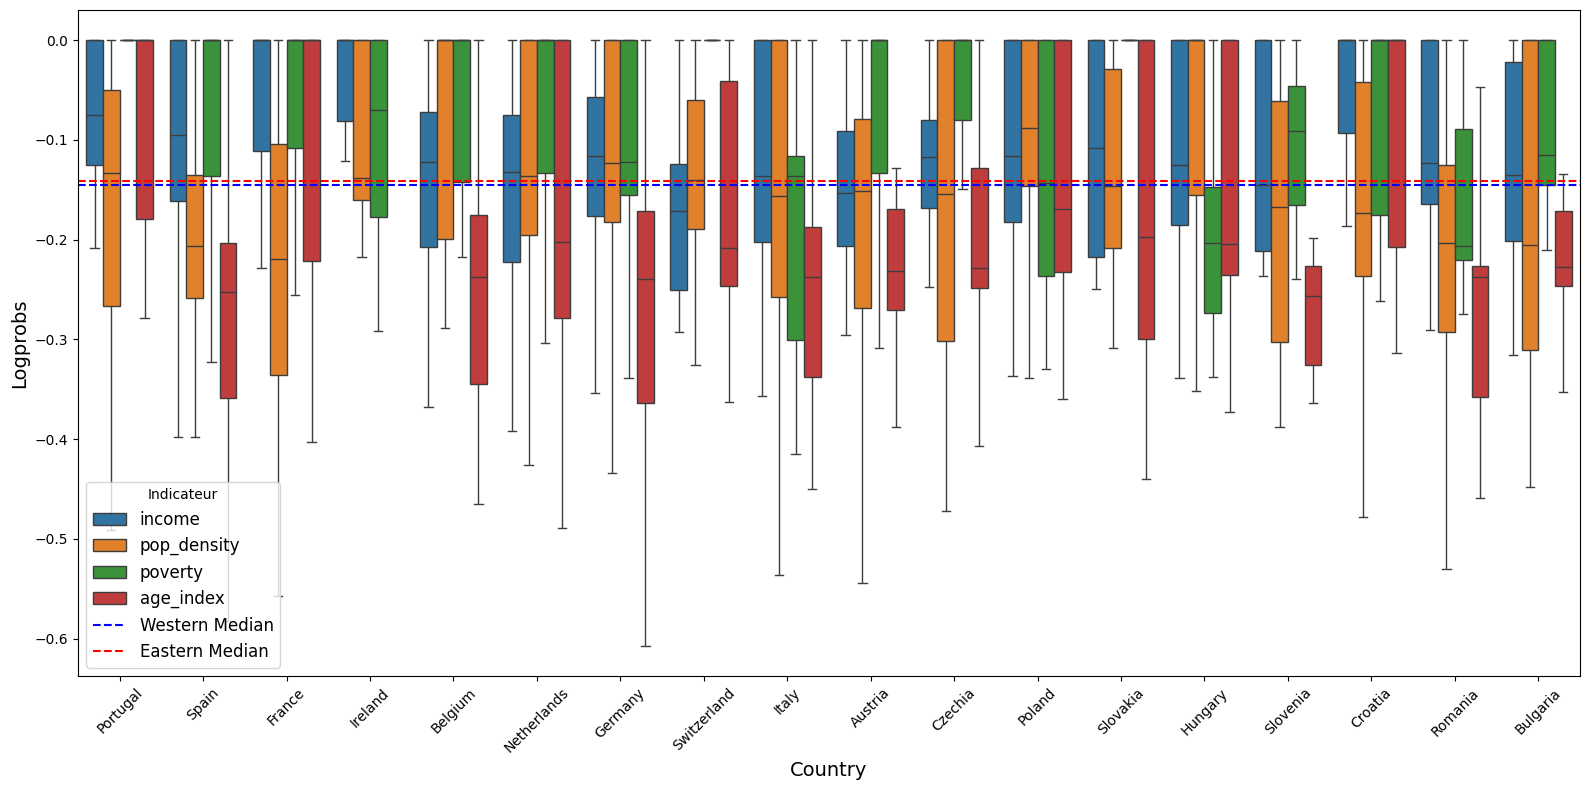 0.0
−0.1
−0.2
−0.3
−0.4
−0.5
−0.6
Logprobs
Indicateur
income
pop_density
poverty
age_index
Western Median
Eastern Median
Portugal
Spain
France
Ireland
Belgium
Netherlands
Germany
Switzerland
Italy
Austria
Czechia
Poland
Slovakia
Hungary
Slovenia
Croatia
Romania
Bulgaria
Country